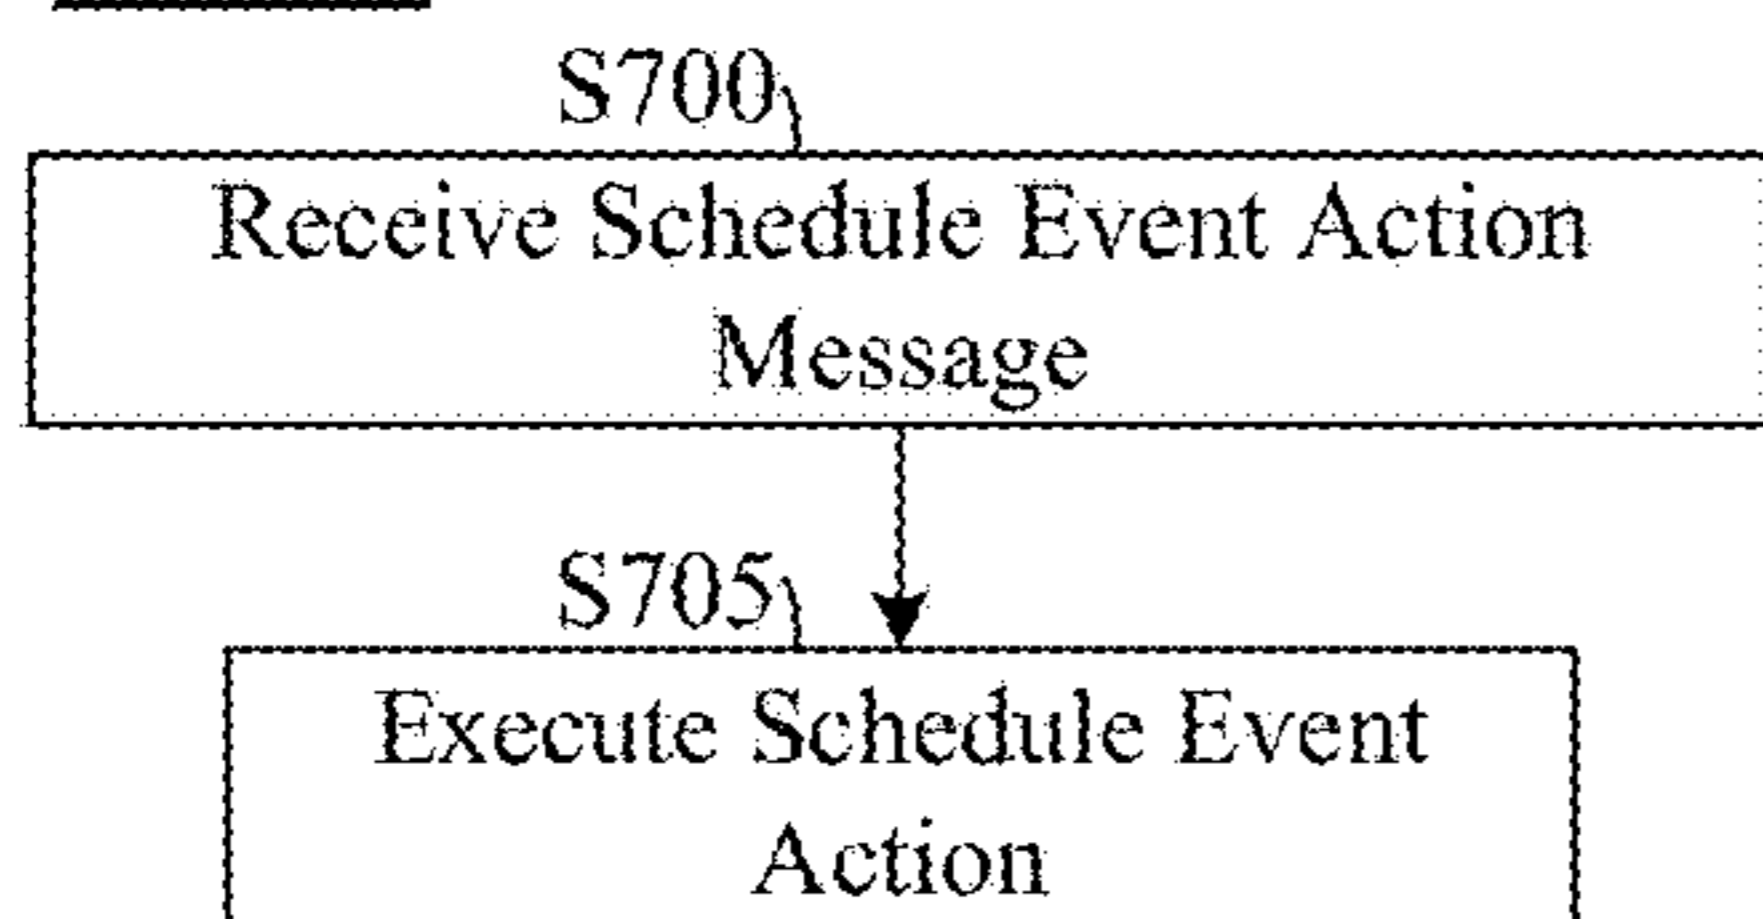 S700
Receive Schedule Event Action
Message
S705
Execute Schedule Event
Action